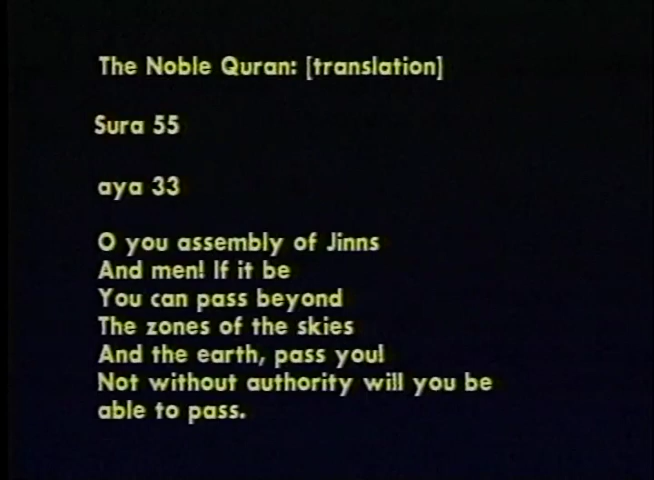 The Noble Quran: [translation]
Sura 55
aya 33
O you assembly of Jinns
And men! If it be
You can pass beyond
The zones of the skies
And the earth, pass you!
Not without authority will you be
able to pass.